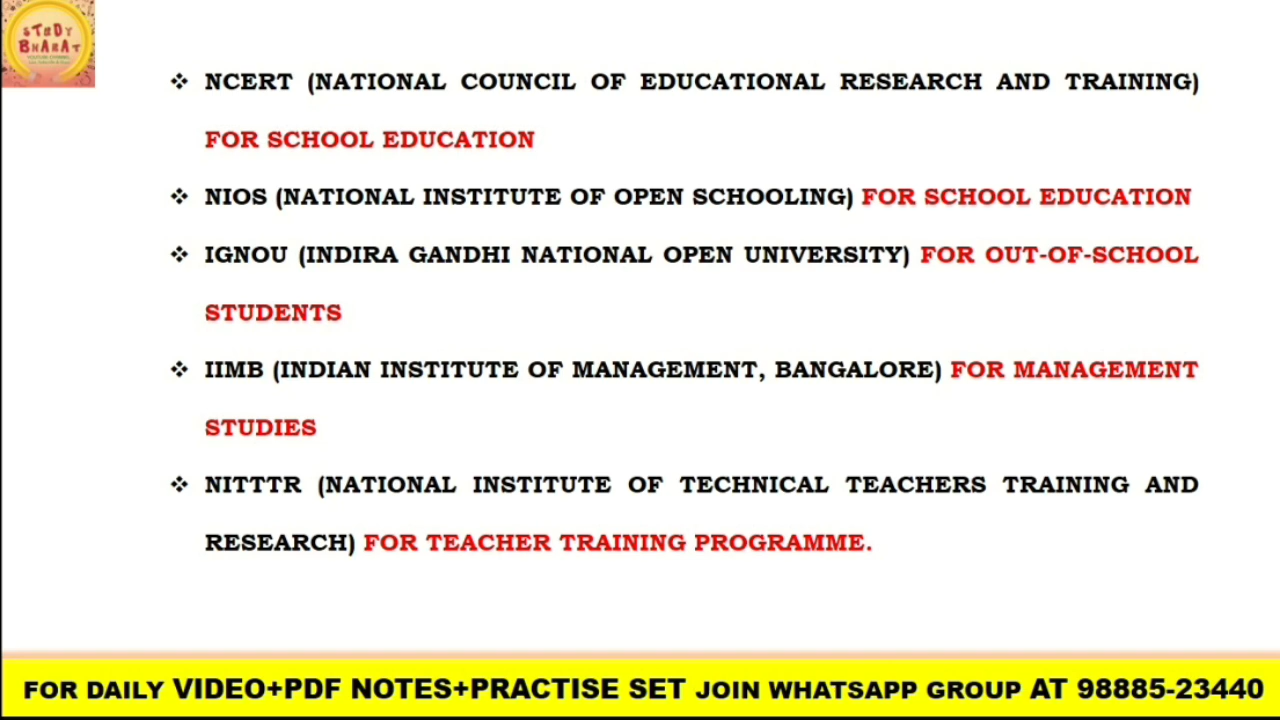 STUDY
BHARAT
YOUTUBE CHANNEL
❖ NCERT (NATIONAL COUNCIL OF EDUCATIONAL RESEARCH AND TRAINING)
FOR SCHOOL EDUCATION
❖ NIOS (NATIONAL INSTITUTE OF OPEN SCHOOLING) FOR SCHOOL EDUCATION
❖ IGNOU (INDIRA GANDHI NATIONAL OPEN UNIVERSITY) FOR OUT-OF-SCHOOL
STUDENTS
❖ IIMB (INDIAN INSTITUTE OF MANAGEMENT, BANGALORE) FOR MANAGEMENT
STUDIES
❖ NITTTR (NATIONAL INSTITUTE OF TECHNICAL TEACHERS TRAINING AND
RESEARCH) FOR TEACHER TRAINING PROGRAMME.
FOR DAILY VIDEO+PDF NOTES+PRACTISE SET JOIN WHATSAPP GROUP AT 98885-23440